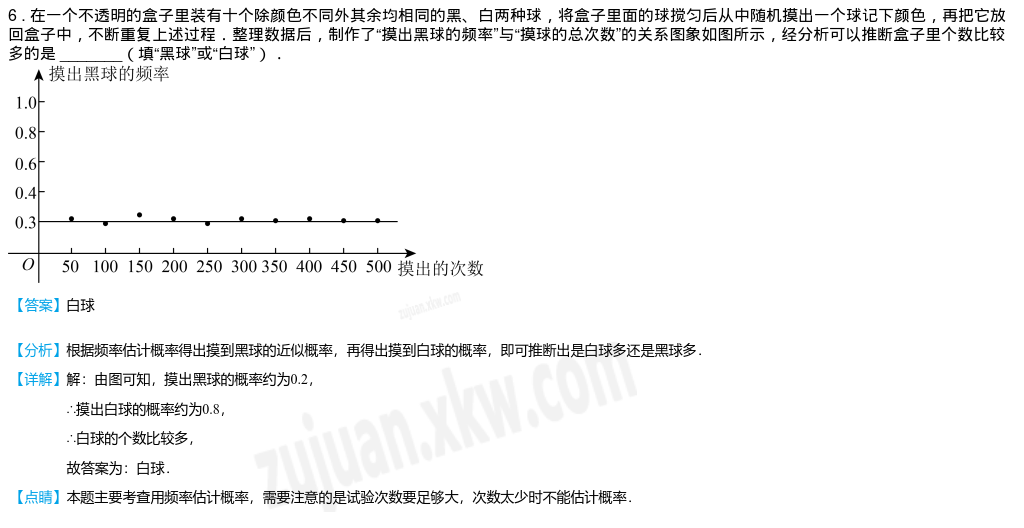 6．在一个不透明的盒子里装有十个除颜色不同外其余均相同的黑、白两种球，将盒子里面的球搅匀后从中随机摸出一个球记下颜色，再把它放
回盒子中，不断重复上述过程．整理数据后，制作了“摸出黑球的频率”与“摸球的总次数”的关系图象如图所示，经分析可以推断盒子里个数比较
多的是 ________（填“黑球”或“白球”）．
摸出黑球的频率
1.0
0.8
0.6
0.4
0.3
O 50 100 150 200 250 300 350 400 450 500 摸出的次数
【答案】白球
zujuan.xkw.com
【分析】根据频率估计概率得出摸到黑球的近似概率，再得出摸到白球的概率，即可推断出是白球多还是黑球多．
【详解】解：由图可知，摸出黑球的概率约为0.2，
∴摸出白球的概率约为0.8，
∴白球的个数比较多，
故答案为：白球．
zujuan.xkw.com
【点睛】本题主要考查用频率估计概率，需要注意的是试验次数要足够大，次数太少时不能估计概率．